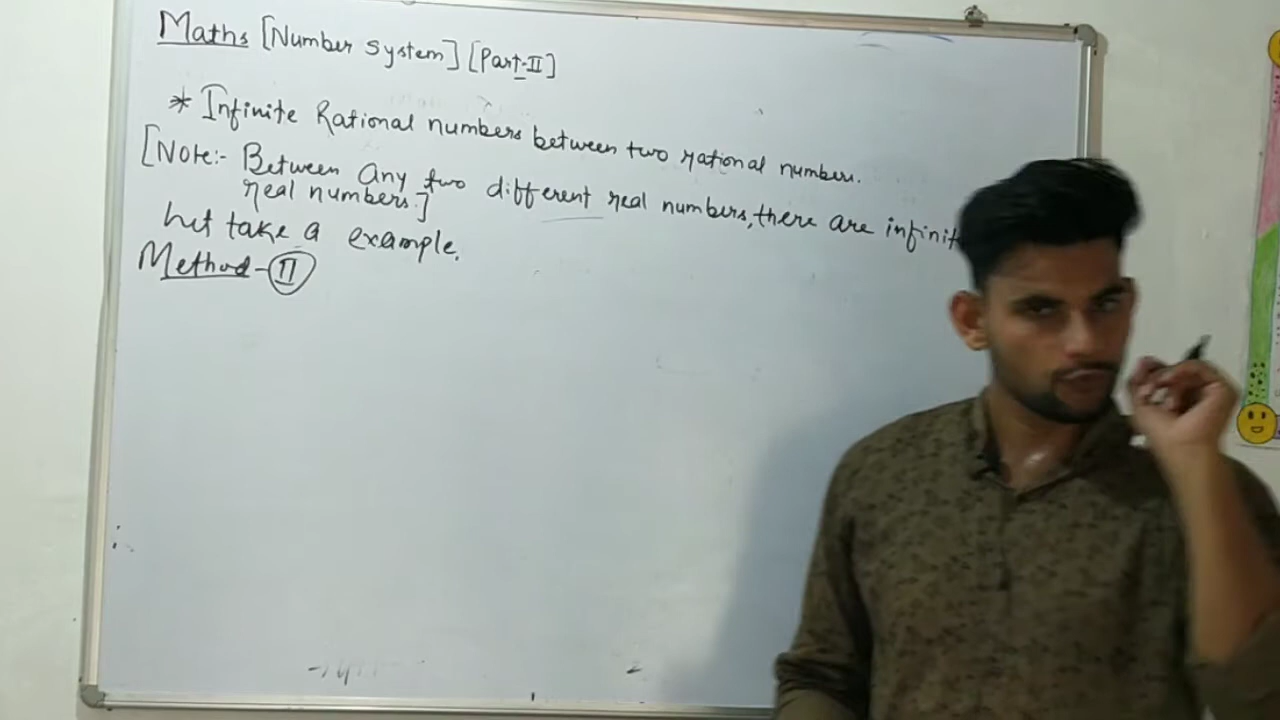 Maths [Number System] [Part-II]
* Infinite Rational numbers between two rational numbers.
[Note:- Between any two different real numbers, there are infinit
real numbers.]
Let take a example.
Method-II